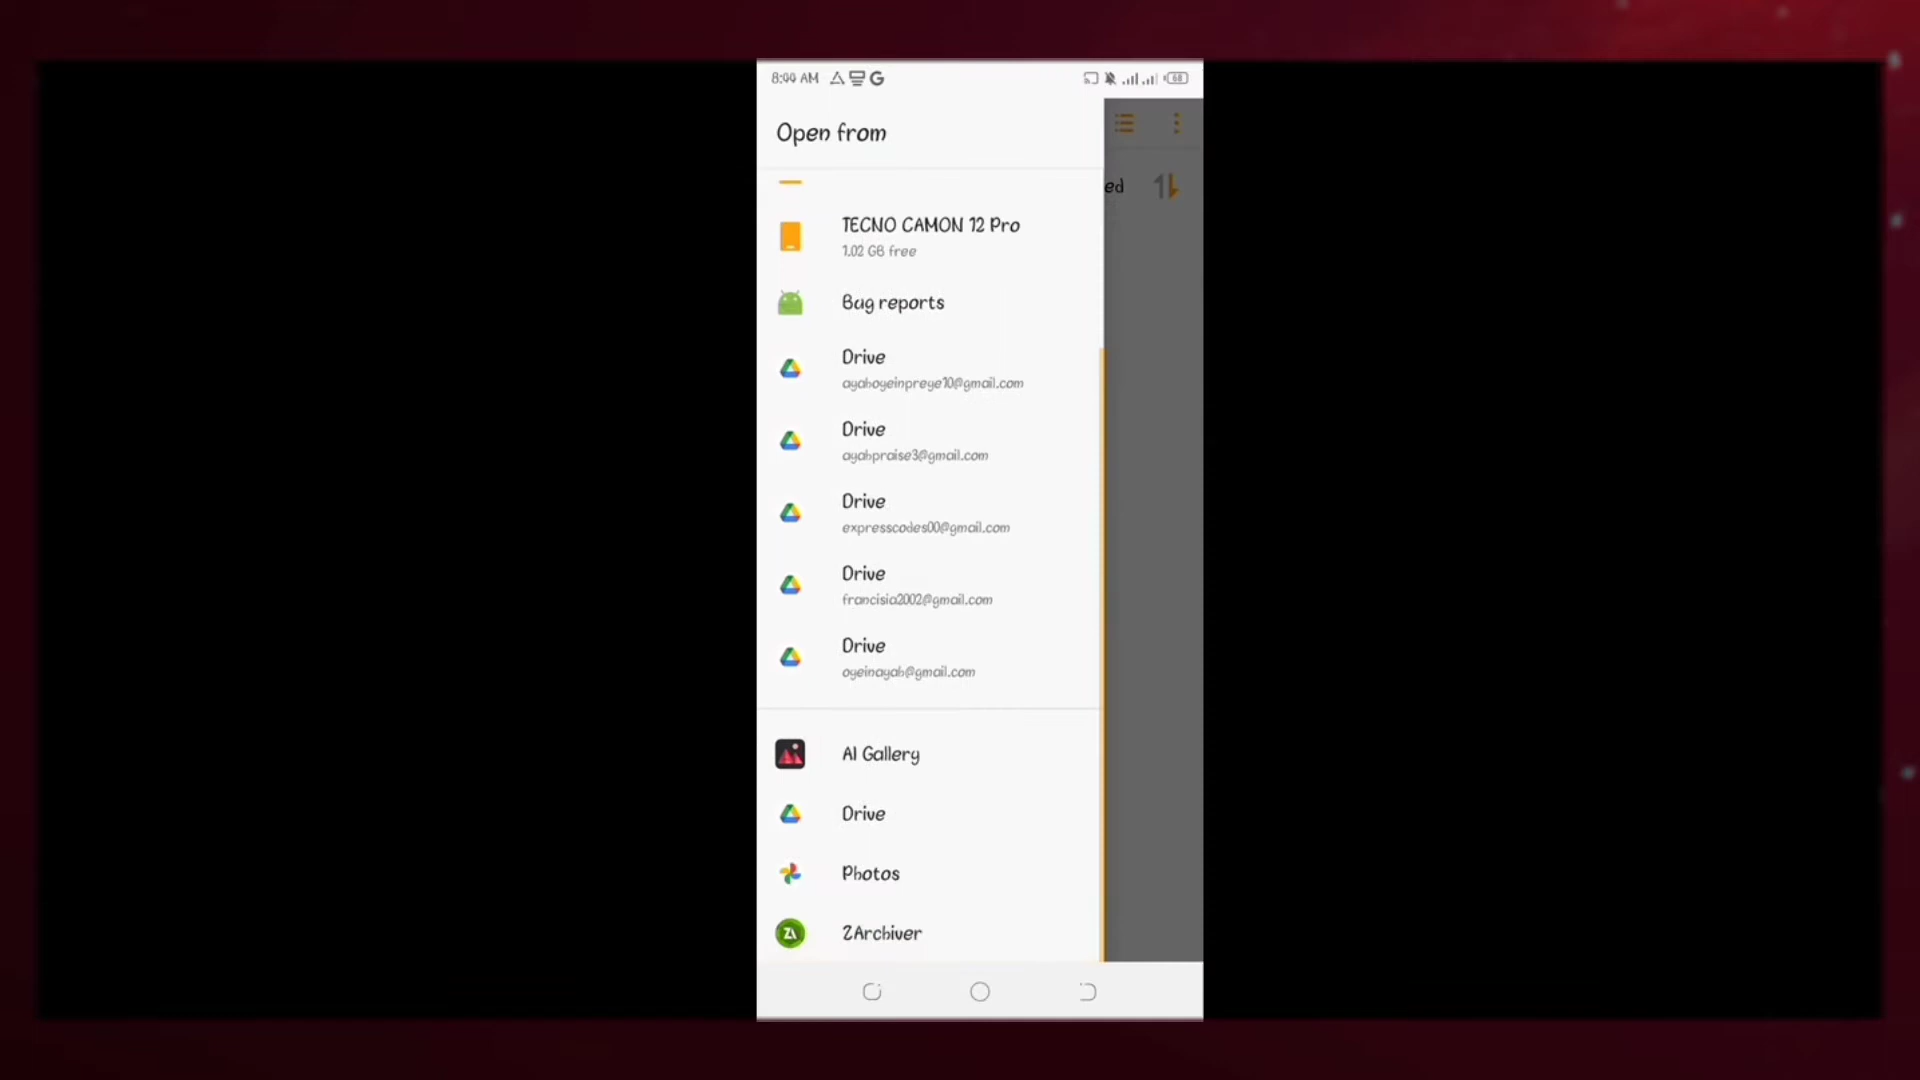 8:44 AM
68
Open from
ed
TECNO CAMON 12 Pro
1.02 GB free
Bug reports
Drive
ayahoyeinpreye10@gmail.com
Drive
ayahpraise3@gmail.com
Drive
expresscodes00@gmail.com
Drive
francisia2002@gmail.com
Drive
oyeinayah@gmail.com
AI Gallery
Drive
Photos
ZArchiver